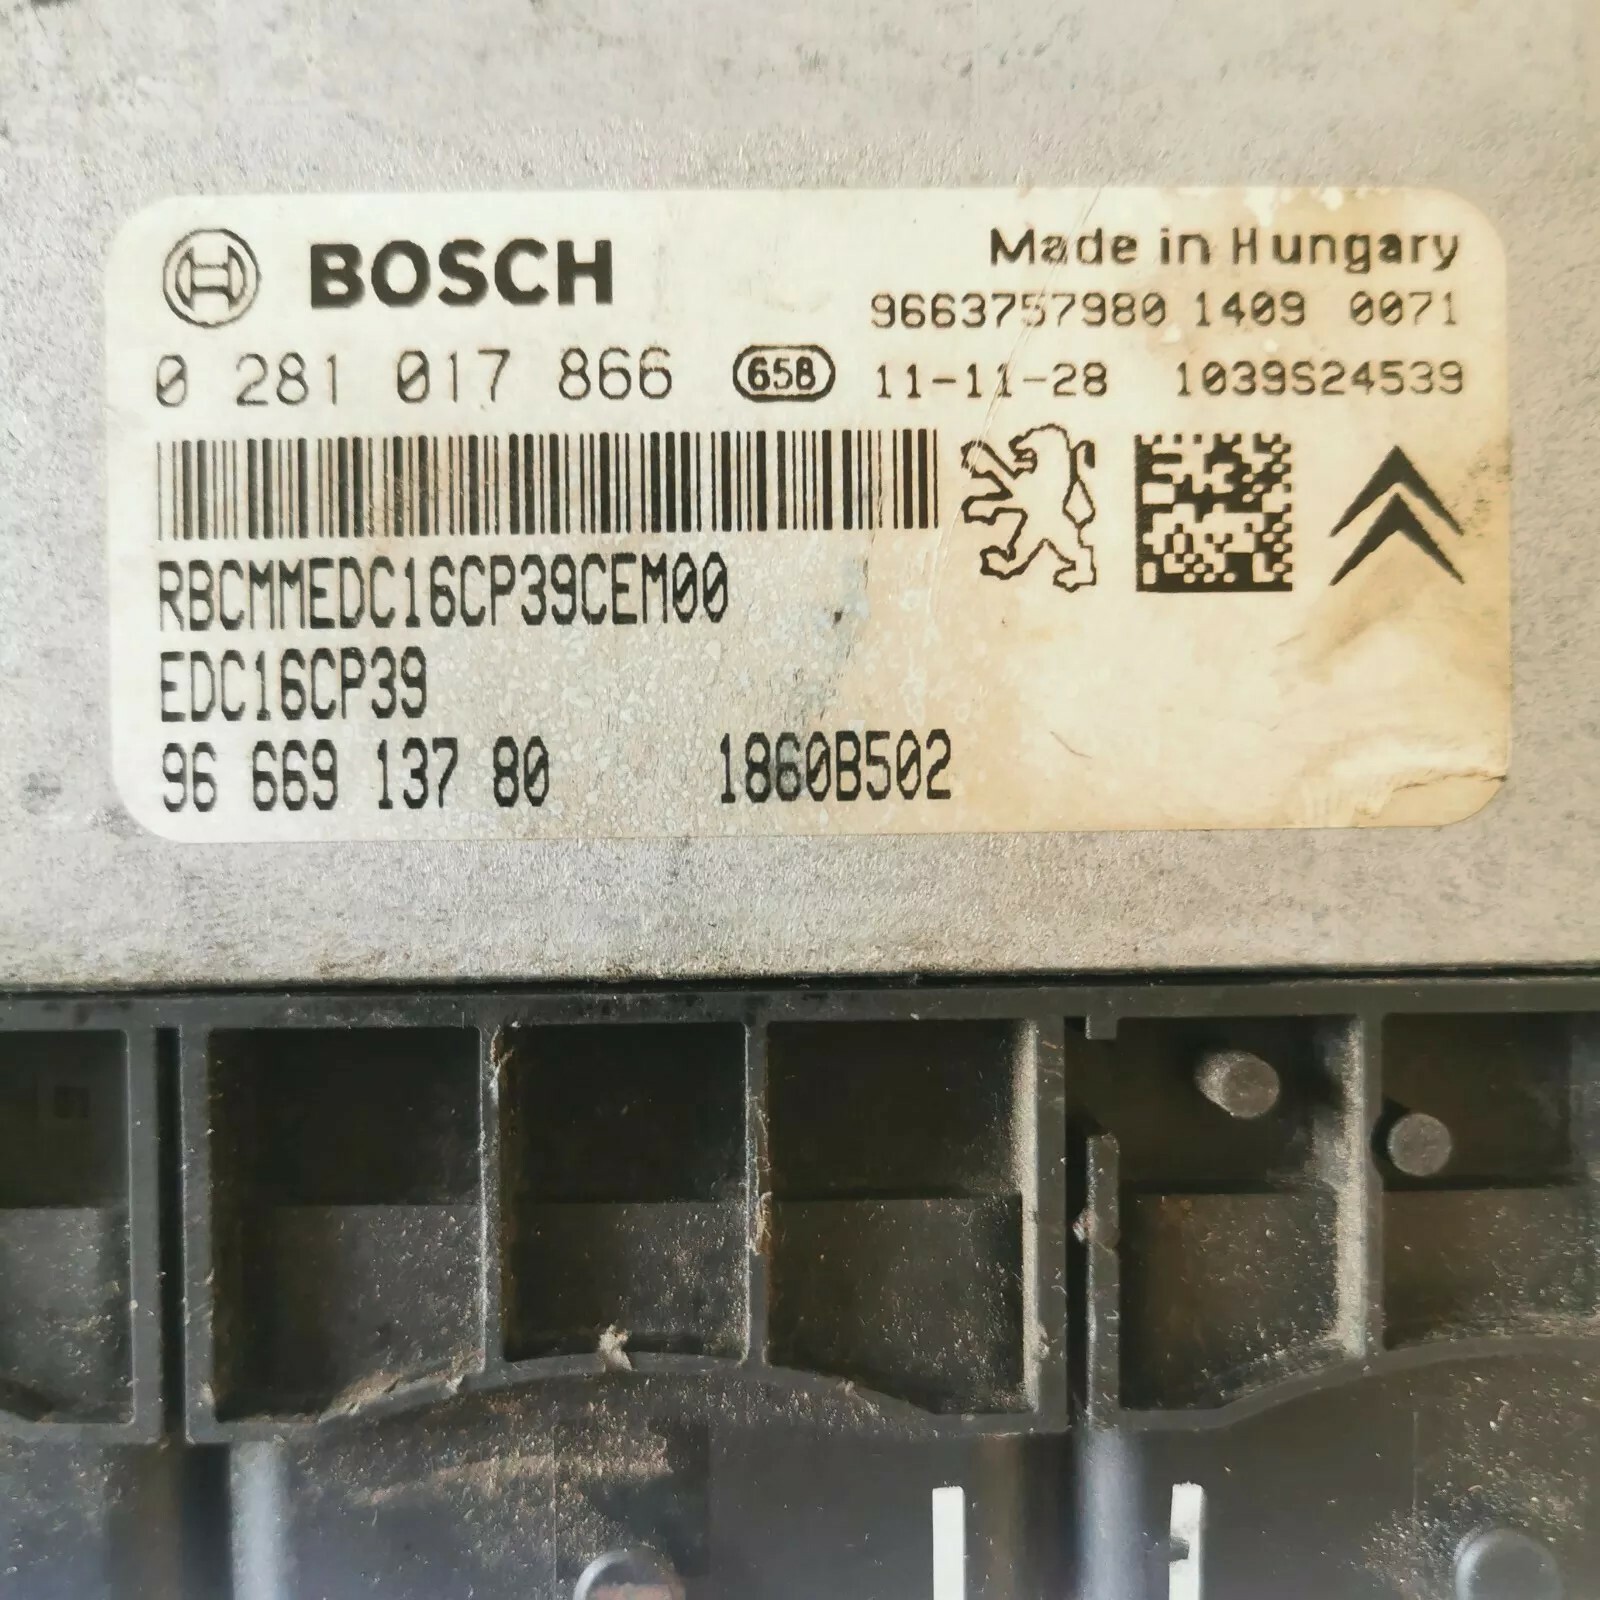 BOSCH
Made in Hungary
9663757980 1409 0071
0 281 017 866 658 11-11-28 1039S24539
RBCMMEDC16CP39CEM00
EDC16CP39
96 669 137 80 1860B502